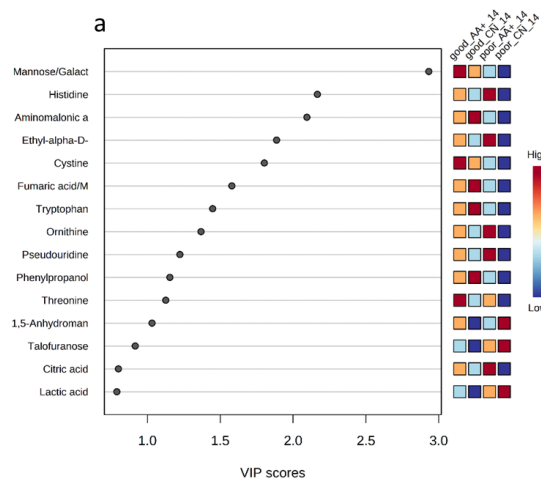 a
good_AA+_14
good_CN_14
poor_AA+_14
poor_CN_14
Mannose/Galact
Histidine
Aminomalonic a
Ethyl-alpha-D-
Cystine
Fumaric acid/M
Tryptophan
Ornithine
Pseudouridine
Phenylpropanol
Threonine
1,5-Anhydroman
Talofuranose
Citric acid
Lactic acid
Hig
Low
1.0 1.5 2.0 2.5 3.0
VIP scores